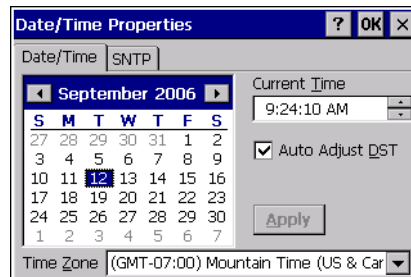 Date/Time Properties ? OK ×
Date/Time SNTP
September 2006
S M T W T F S
27 28 29 30 31 1 2
3 4 5 6 7 8 9
10 11 12 13 14 15 16
17 18 19 20 21 22 23
24 25 26 27 28 29 30
1 2 3 4 5 6 7
Current Time
9:24:10 AM
Auto Adjust DST
Apply
Time Zone (GMT-07:00) Mountain Time (US & Car